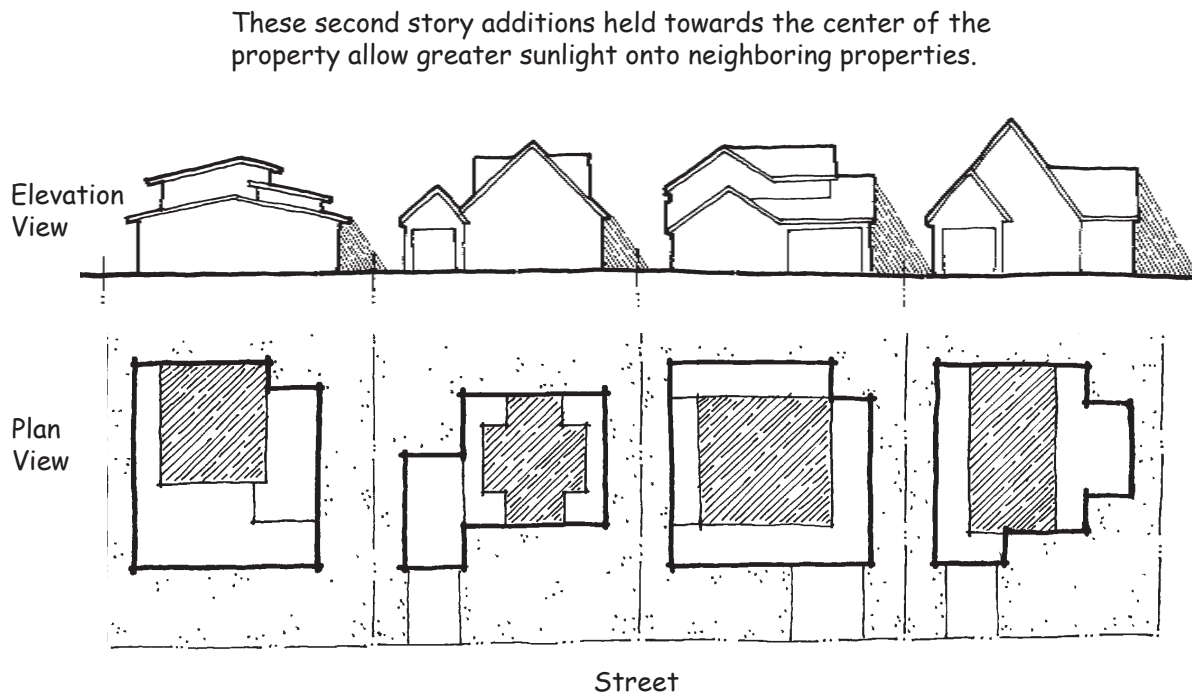 These second story additions held towards the center of the
property allow greater sunlight onto neighboring properties.
Elevation
View
Plan
View
Street